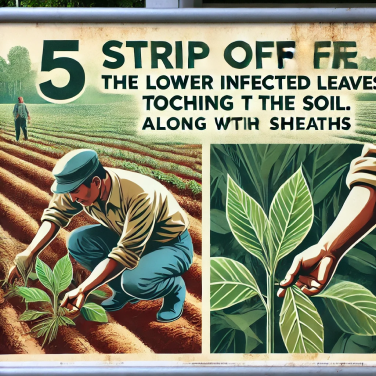 5 STRIP OFF FE
THE LOWER INFECTED LEAVES
TOCHING T THE SOIL.
ALONG WTH SHEATHS